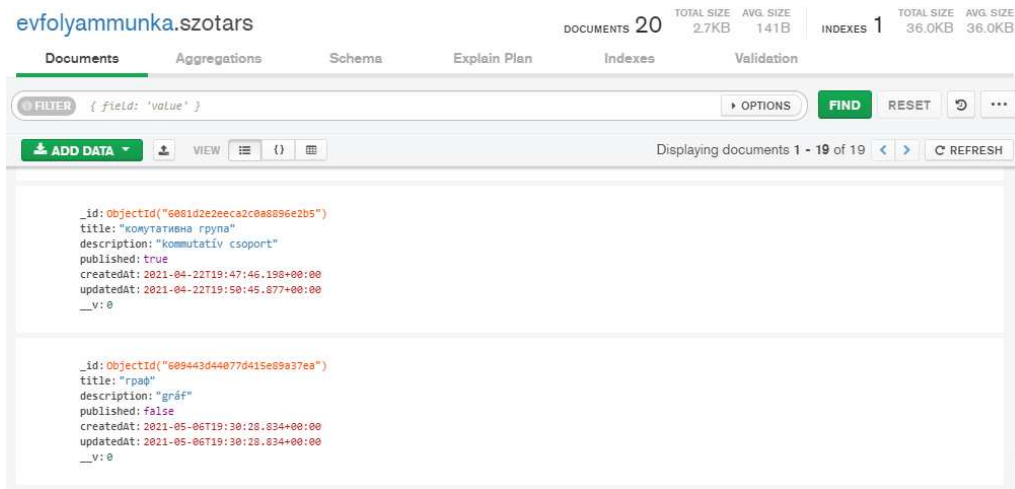 evfolyammunka.szotars
DOCUMENTS 20 TOTAL SIZE 2.7KB AVG. SIZE 141B INDEXES 1 TOTAL SIZE 36.0KB AVG. SIZE 36.0KB
Documents Aggregations Schema Explain Plan Indexes Validation
FILTER { field: 'value' } OPTIONS FIND RESET ...
ADD DATA VIEW {} Displaying documents 1 - 19 of 19 < > REFRESH
_id: ObjectId("6081d2e2eeca2c0a8896e2b5")
title: "комутативна група"
description: "kommutatív csoport"
published: true
createdAt: 2021-04-22T19:47:46.198+00:00
updatedAt: 2021-04-22T19:50:45.877+00:00
__v: 0
_id: ObjectId("609443d44077d415e89a37ea")
title: "граф"
description: "gráf"
published: false
createdAt: 2021-05-06T19:30:28.834+00:00
updatedAt: 2021-05-06T19:30:28.834+00:00
__v: 0